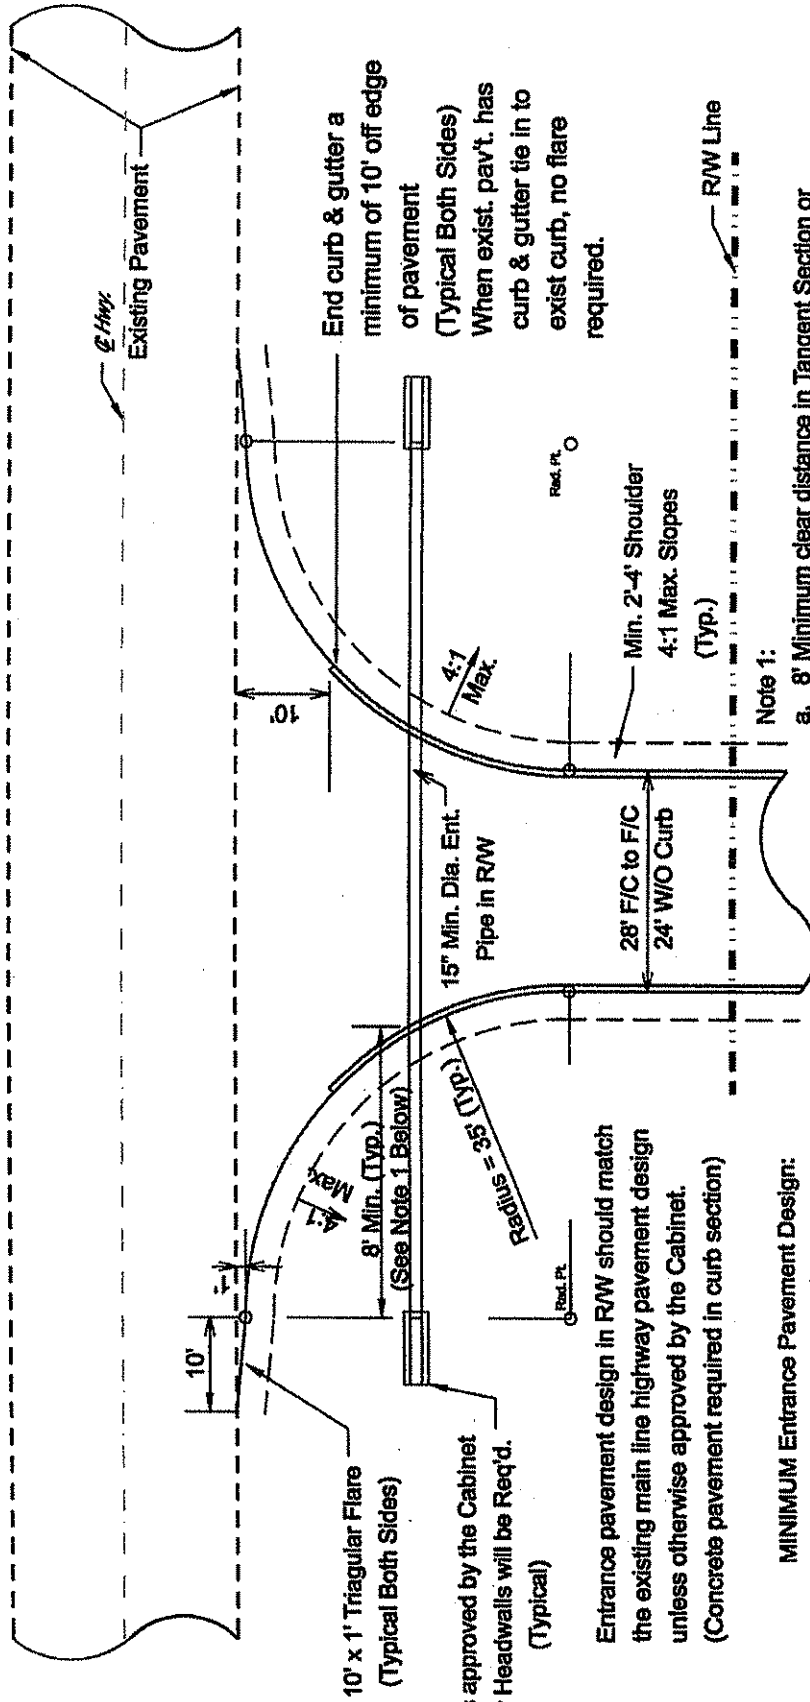 ℄ Hwy.
Existing Pavement
End curb & gutter a
minimum of 10' off edge
of pavement
(Typical Both Sides)
When exist. pav't. has
curb & gutter tie in to
exist curb, no flare
required.
10'
1'
10' x 1' Triagular Flare
(Typical Both Sides)
4:1
Max.
8' Min. (Typ.)
(See Note 1 Below)
10'
4:1
Max.
15" Min. Dia. Ent.
Pipe in R/W
Radius = 35' (Typ.)
Rad. Pt.
Rad. Pt.
s approved by the Cabinet
Headwalls will be Req'd.
(Typical)
28' F/C to F/C
24' W/O Curb
Min. 2'-4' Shoulder
4:1 Max. Slopes
(Typ.)
R/W Line
Entrance pavement design in R/W should match
the existing main line highway pavement design
unless otherwise approved by the Cabinet.
(Concrete pavement required in curb section)
MINIMUM Entrance Pavement Design:
Note 1:
a. 8' Minimum clear distance in Tangent Section or